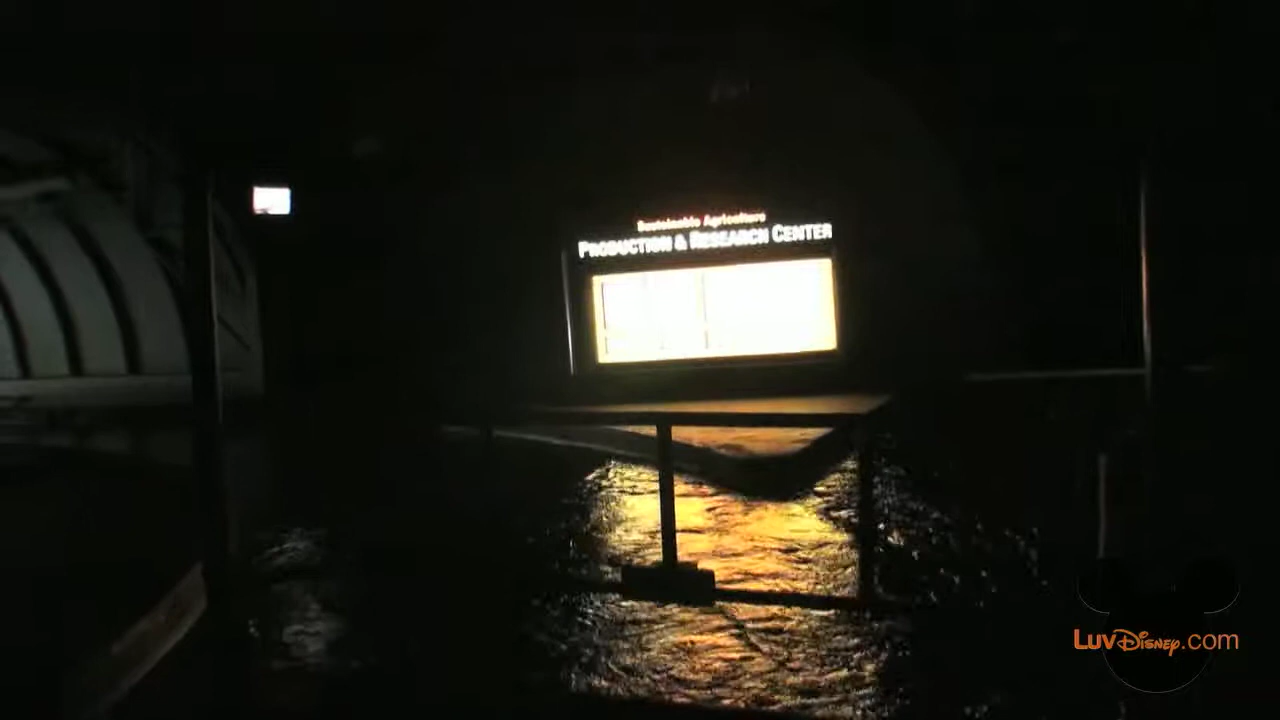 Sustainable Agriculture
PRODUCTION & RESEARCH CENTER
LUVDISNEY.com